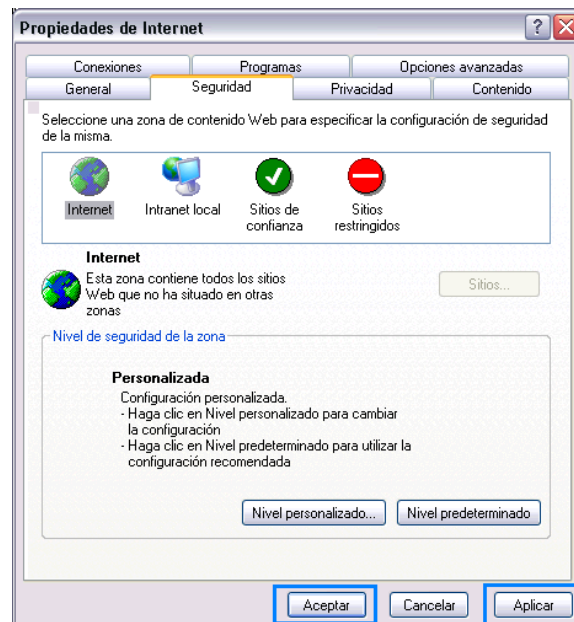 Propiedades de Internet
Conexiones Programas Opciones avanzadas
General Seguridad Privacidad Contenido
Seleccione una zona de contenido Web para especificar la configuración de seguridad
de la misma.
Internet Intranet local Sitios de confianza Sitios restringidos
Internet
Esta zona contiene todos los sitios
Web que no ha situado en otras
zonas
Sitios...
Nivel de seguridad de la zona
Personalizada
Configuración personalizada.
- Haga clic en Nivel personalizado para cambiar
la configuración
- Haga clic en Nivel predeterminado para utilizar la
configuración recomendada
Nivel personalizado... Nivel predeterminado
Aceptar Cancelar Aplicar